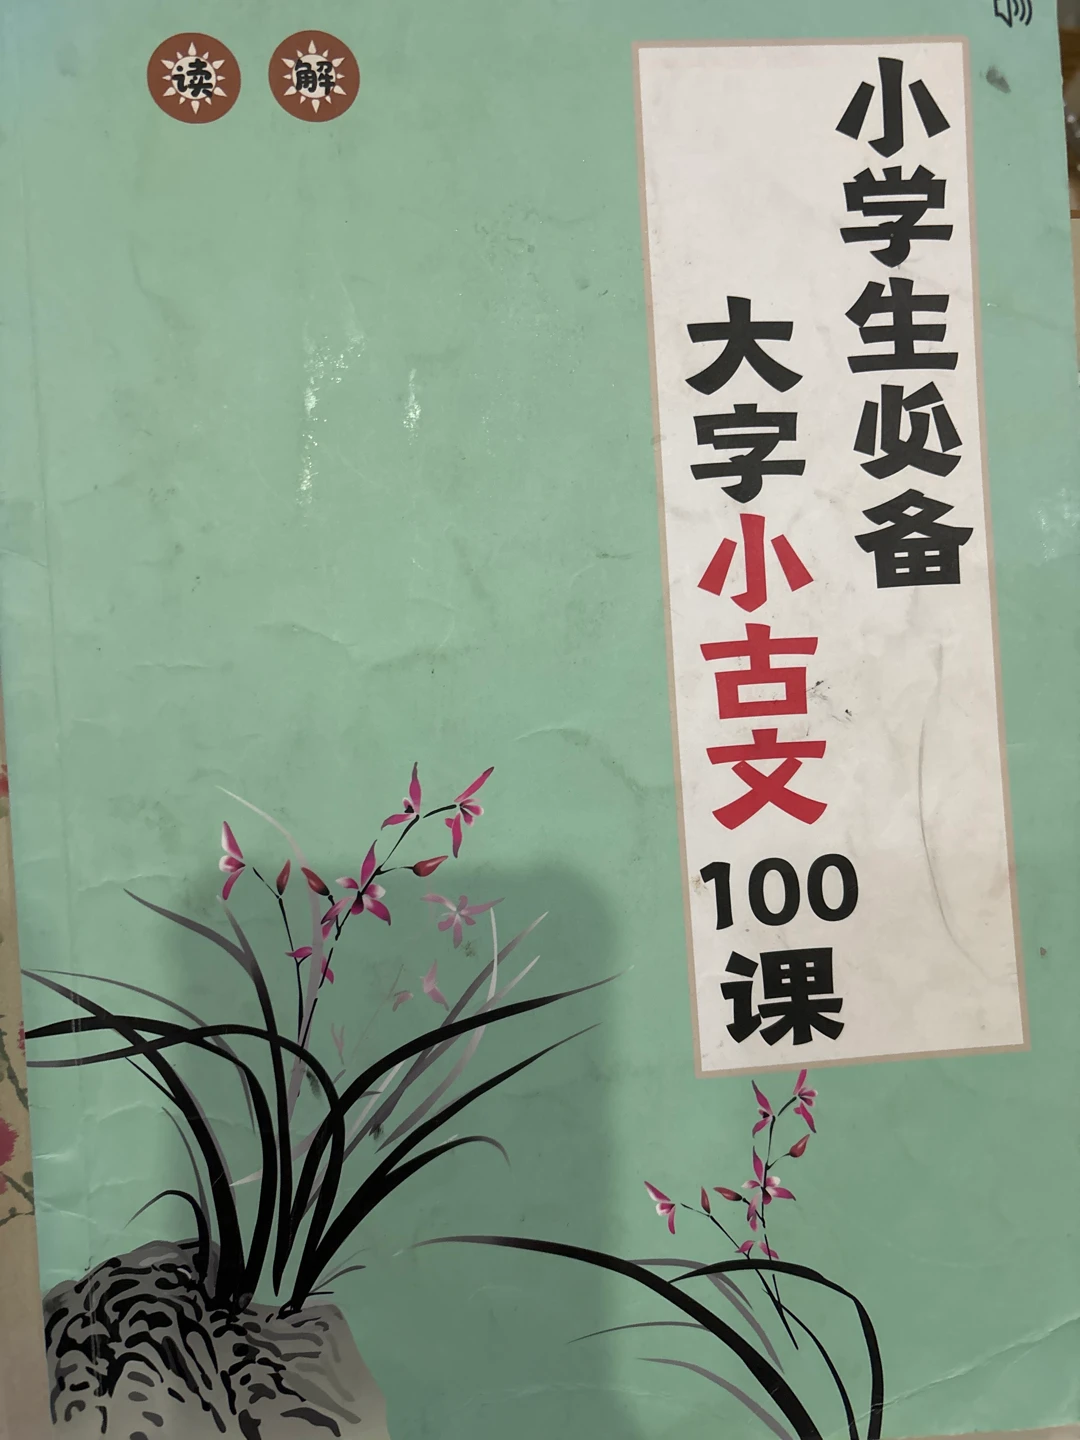 读 解
小学生必备
大字小古文100课